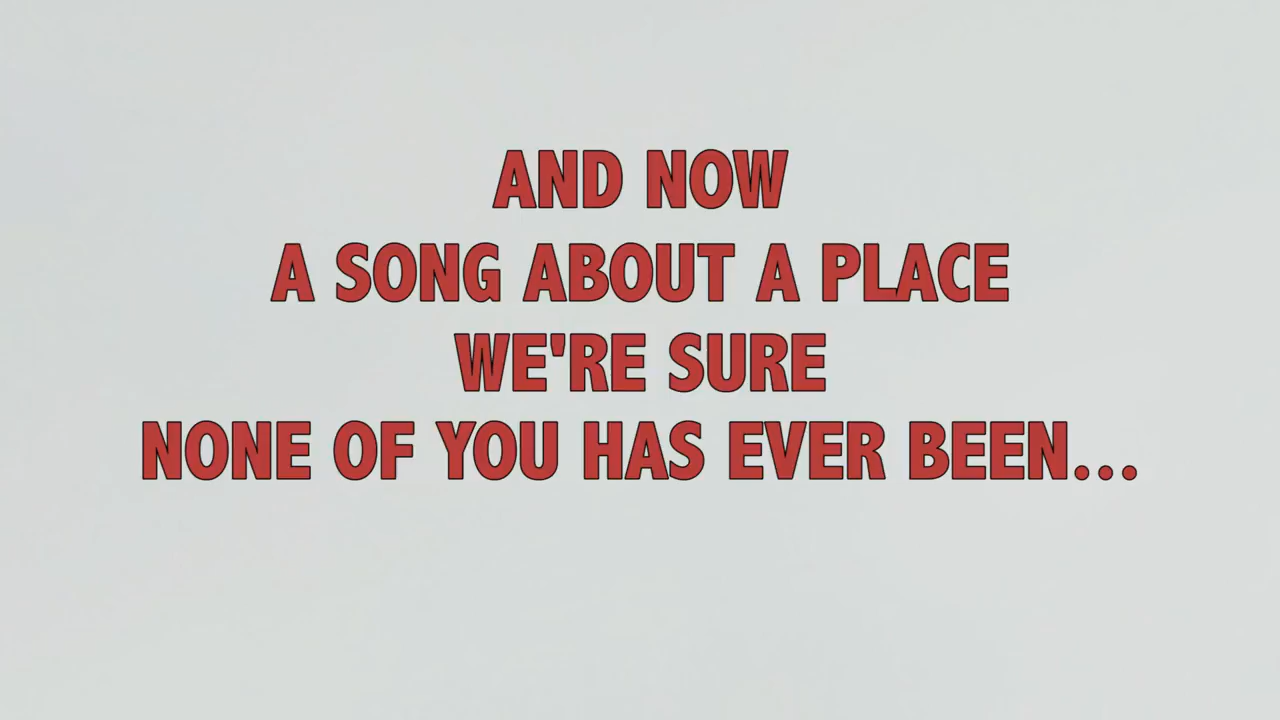 AND NOW
A SONG ABOUT A PLACE
WE'RE SURE
NONE OF YOU HAS EVER BEEN...